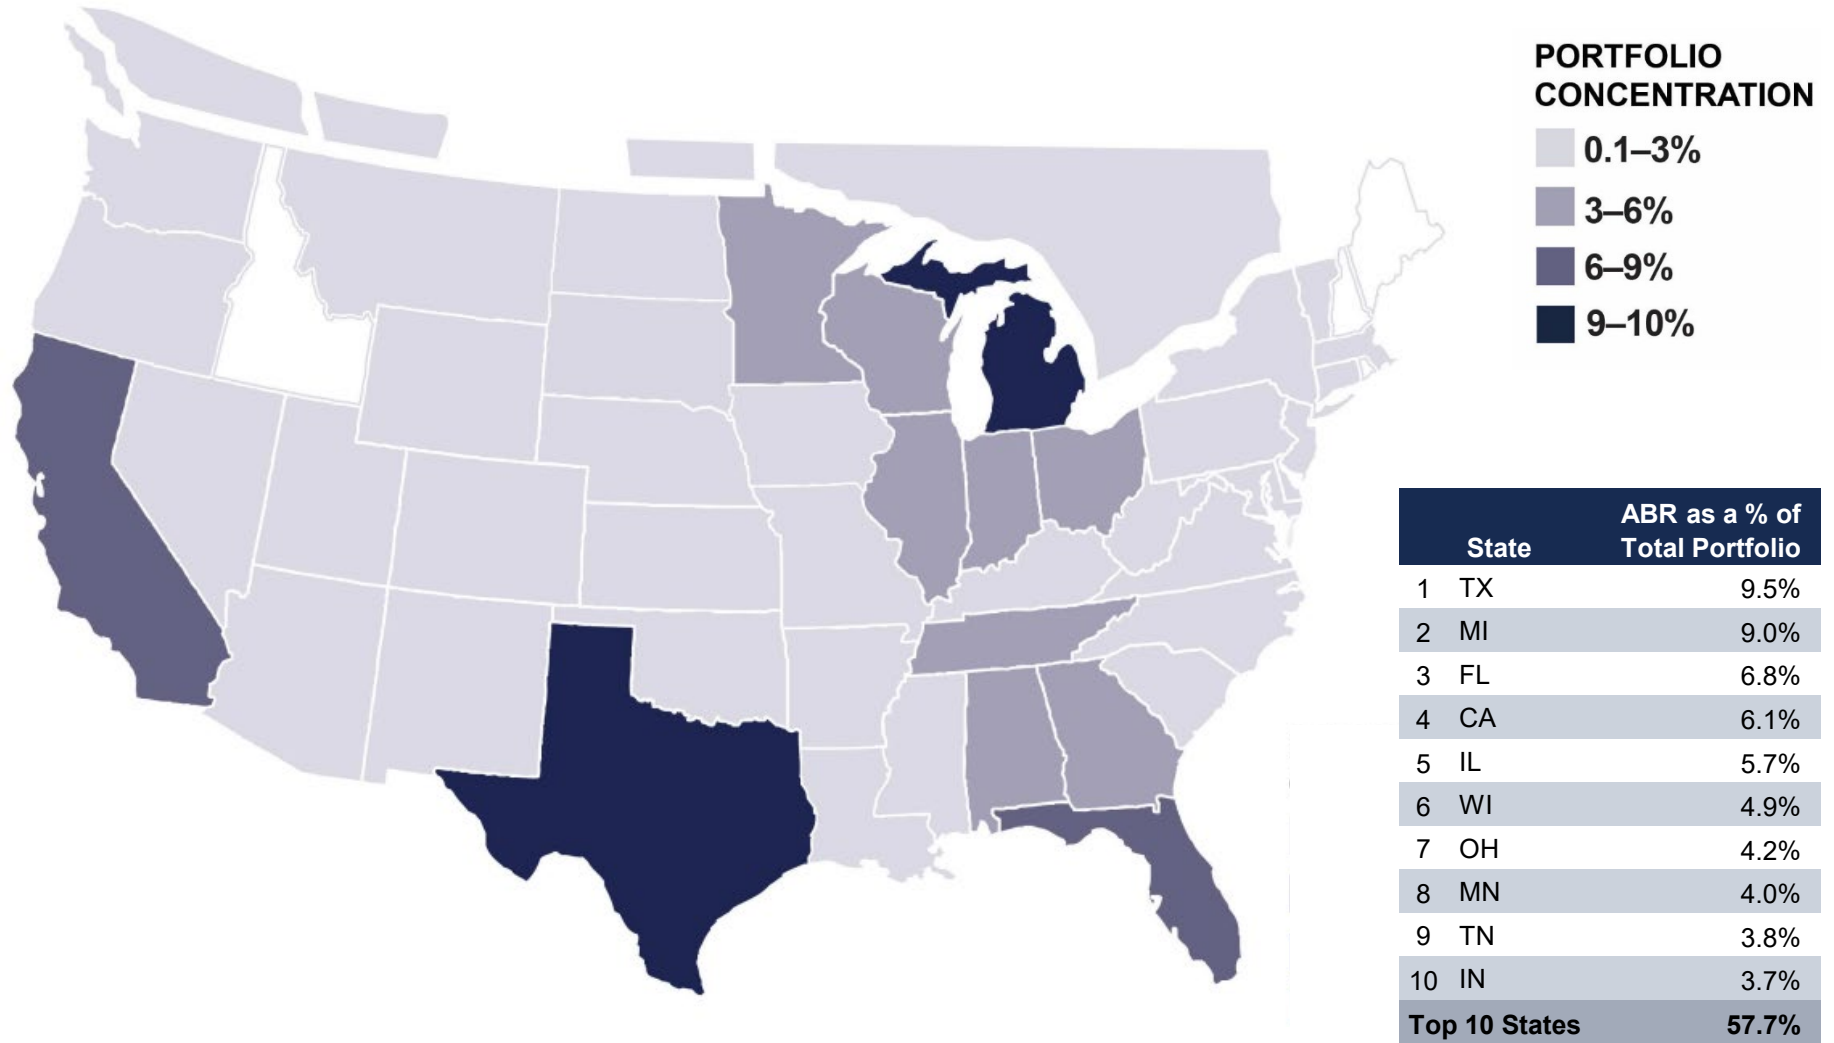 PORTFOLIO
CONCENTRATION
0.1–3%
3–6%
6–9%
9–10%
State ABR as a % of
Total Portfolio
1 TX 9.5%
2 MI 9.0%
3 FL 6.8%
4 CA 6.1%
5 IL 5.7%
6 WI 4.9%
7 OH 4.2%
8 MN 4.0%
9 TN 3.8%
10 IN 3.7%
Top 10 States 57.7%